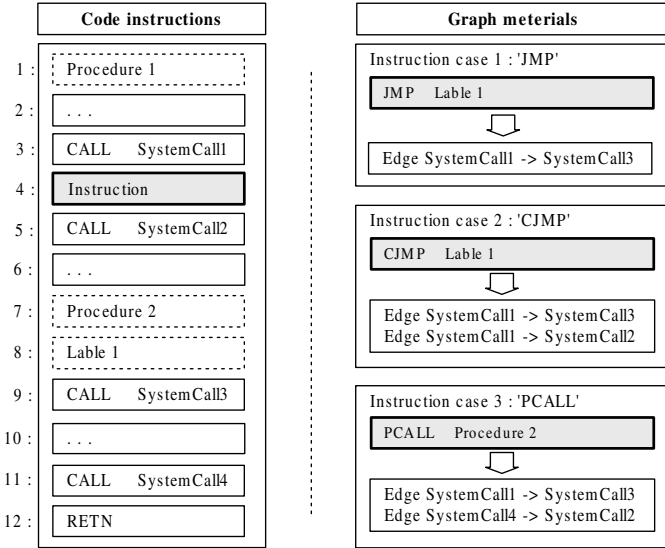 Code instructions
1 : Procedure 1
2 : . . .
3 : CALL SystemCall1
4 : Instruction
5 : CALL SystemCall2
6 : . . .
7 : Procedure 2
8 : Lable 1
9 : CALL SystemCall3
10 : . . .
11 : CALL SystemCall4
12 : RETN
Graph meterials
Instruction case 1 : 'JMP'
JMP Lable 1
Edge SystemCall1 -> SystemCall3
Instruction case 2 : 'CJMP'
CJMP Lable 1
Edge SystemCall1 -> SystemCall3
Edge SystemCall1 -> SystemCall2
Instruction case 3 : 'PCALL'
PCALL Procedure 2
Edge SystemCall1 -> SystemCall3
Edge SystemCall4 -> SystemCall2